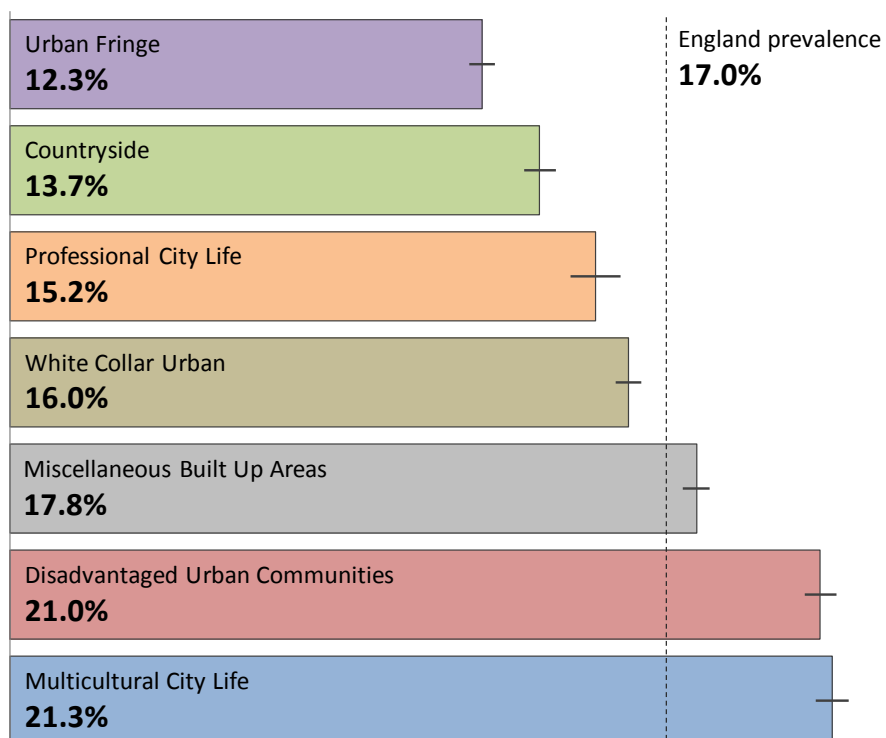 Urban Fringe
12.3%
England prevalence
17.0%
Countryside
13.7%
Professional City Life
15.2%
White Collar Urban
16.0%
Miscellaneous Built Up Areas
17.8%
Disadvantaged Urban Communities
21.0%
Multicultural City Life
21.3%